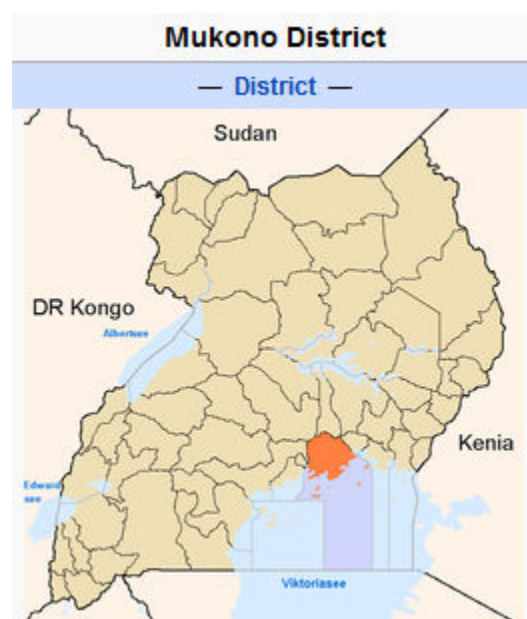 Mukono District
— District —
Sudan
DR Kongo
Albertsee
Kenia
Edward
see
Viktoriasee